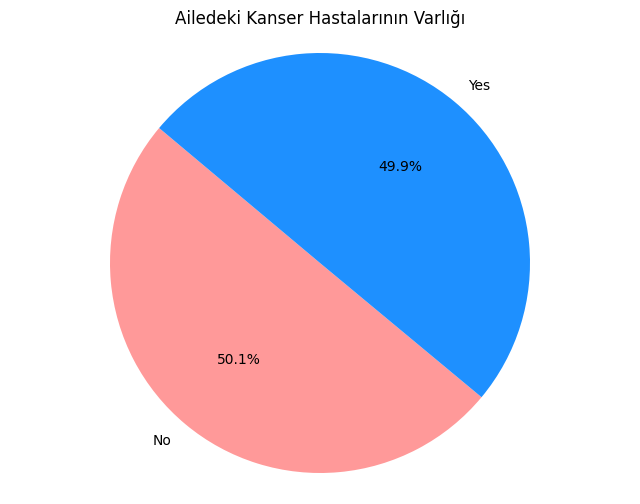 Ailedeki Kanser Hastalarının Varlığı
Yes
49.9%
50.1%
No